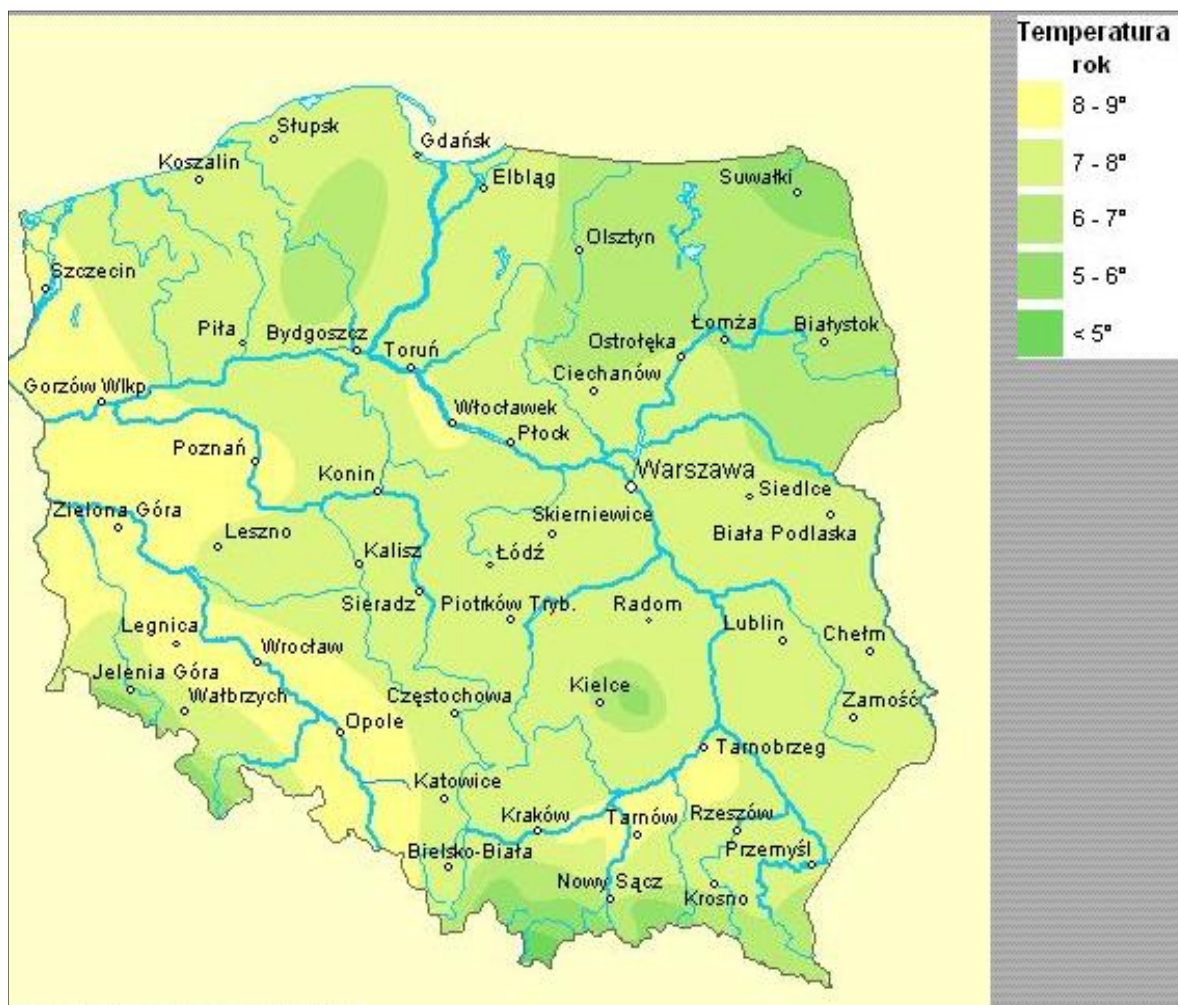 Temperatura
rok
8 - 9°
7 - 8°
6 - 7°
5 - 6°
< 5°
Słupsk
Gdańsk
Koszalin
Elbląg
Suwałki
Olsztyn
Szczecin
Piła
Bydgoszcz
Toruń
Ostrołęka
Łomża
Białystok
Ciechanów
Gorzów Wlkp.
Włocławek
Płock
Poznań
Konin
Warszawa
Siedlce
Zielona Góra
Leszno
Skierniewice
Biała Podlaska
Kalisz
Łódź
Sieradz
Piotrków Tryb.
Radom
Lublin
Chełm
Legnica
Wrocław
Jelenia Góra
Wałbrzych
Częstochowa
Kielce
Zamość
Opole
Tarnobrzeg
Katowice
Kraków
Tarnów
Rzeszów
Bielsko-Biała
Przemyśl
Nowy Sącz
Krosno